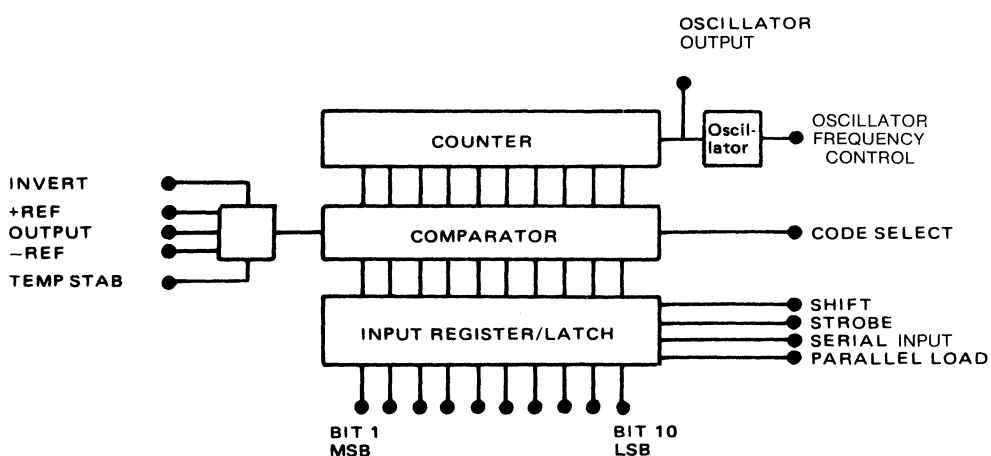 OSCILLATOR
OUTPUT
COUNTER
Oscil-
lator
OSCILLATOR
FREQUENCY
CONTROL
INVERT
+REF
OUTPUT
−REF
TEMP STAB
COMPARATOR
CODE SELECT
INPUT REGISTER/LATCH
SHIFT
STROBE
SERIAL INPUT
PARALLEL LOAD
BIT 1
MSB
BIT 10
LSB